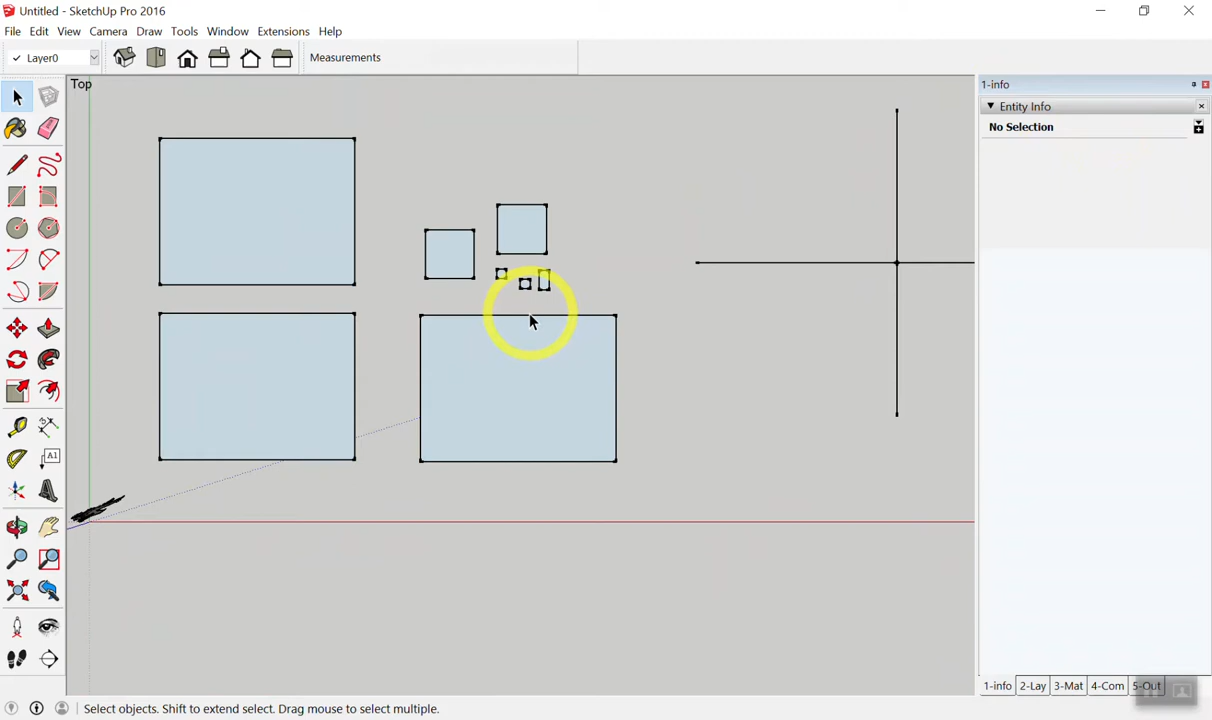 Untitled - SketchUp Pro 2016
File Edit View Camera Draw Tools Window Extensions Help
Layer0
Measurements
Top
1-info
Entity Info
No Selection
A1
1-info 2-Lay 3-Mat 4-Com 5-Out
Select objects. Shift to extend select. Drag mouse to select multiple.